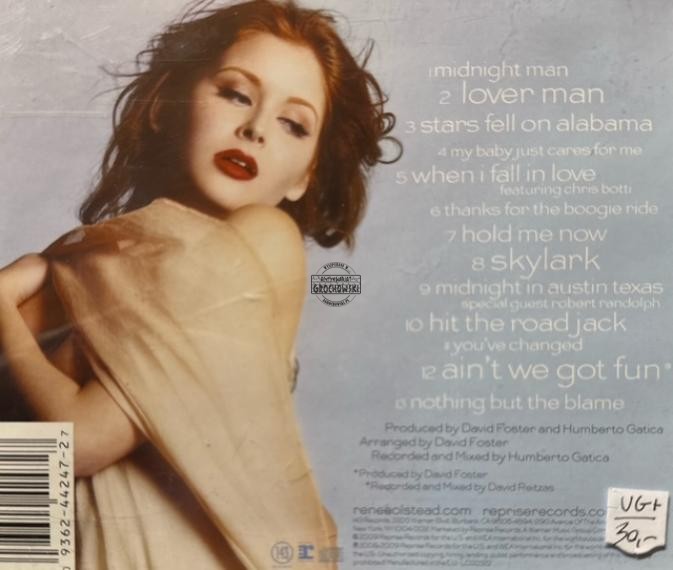 1 midnight man
2 lover man
3 stars fell on alabama
4 my baby just cares for me
5 when i fall in love
featuring chris botti
6 thanks for the boogie ride
7 hold me now
8 skylark
9 midnight in austin texas
special guest robert randolph
10 hit the road jack
11 you've changed
12 ain't we got fun*
13 nothing but the blame
Produced by David Foster and Humberto Gatica
Arranged by David Foster
Recorded and Mixed by Humberto Gatica
*Produced by David Foster
*Recorded and Mixed by David Reitzas
reneeolstead.com repriserecords.co
143
GROCHOWSKI
9362-44247-2 7
VG+
30,-